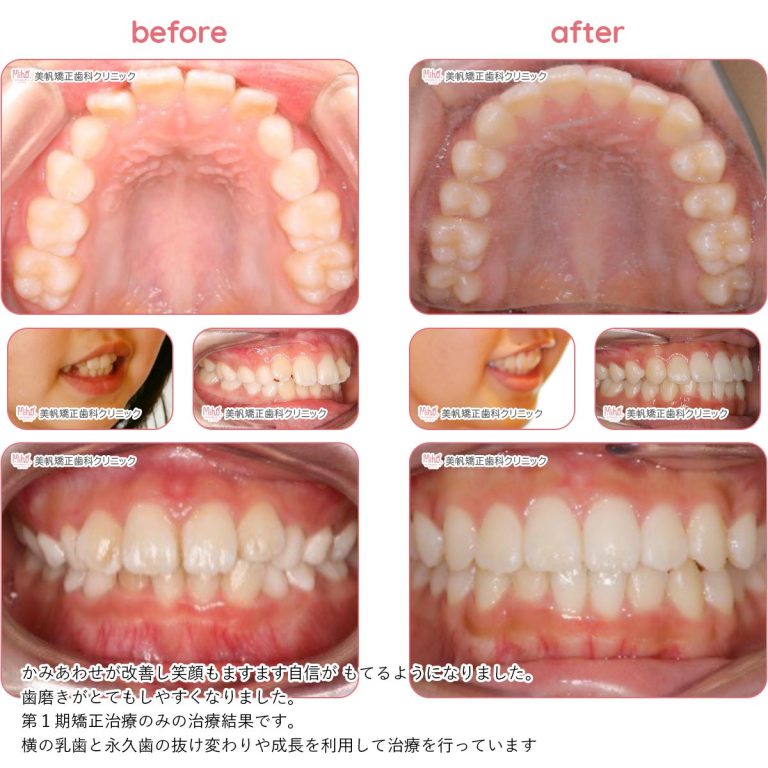 before
after
Miho. 美帆矯正歯科クリニック
Miho. 美帆矯正歯科クリニック
Miho. 美帆矯正歯科クリニック
Miho. 美帆矯正歯科クリニック
Miho. 美帆矯正歯科クリニック
Miho. 美帆矯正歯科クリニック
Miho. 美帆矯正歯科クリニック
Miho. 美帆矯正歯科クリニック
かみあわせが改善し笑顔もますます自信が もてるようになりました。
歯磨きがとてもしやすくなりました。
第１期矯正治療のみの治療結果です。
横の乳歯と永久歯の抜け変わりや成長を利用して治療を行っています